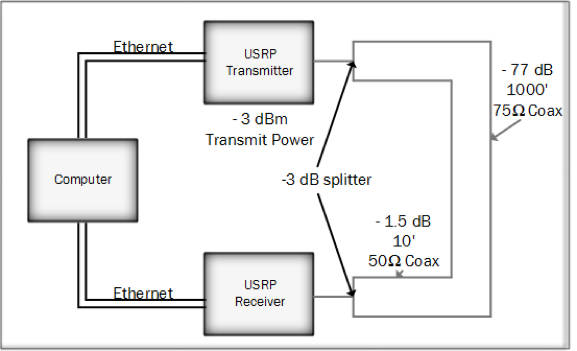 Ethernet
USRP
Transmitter
- 3 dBm
Transmit Power
- 77 dB
1000'
75Ω Coax
Computer
-3 dB splitter
- 1.5 dB
10'
50Ω Coax
Ethernet
USRP
Receiver